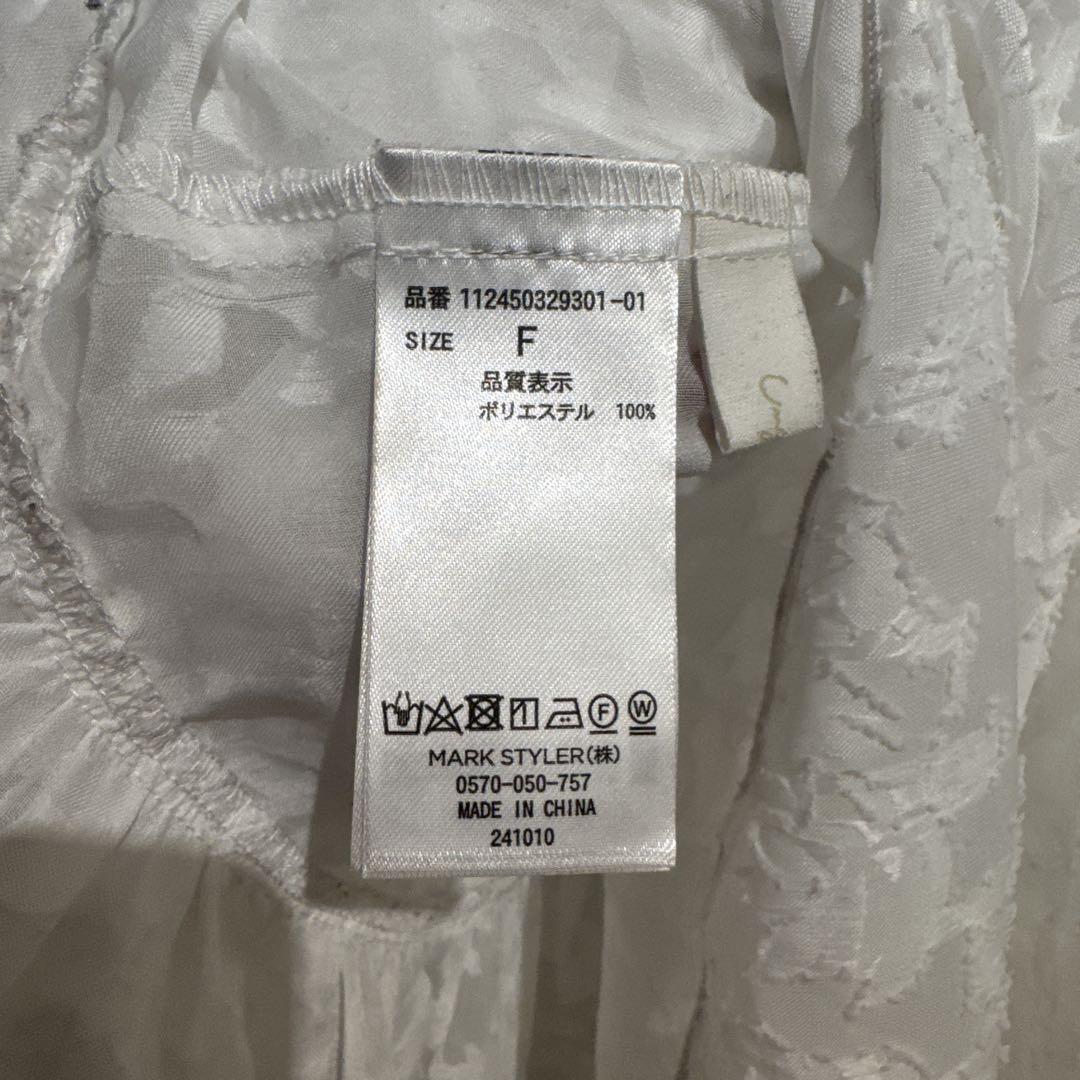 品番 112450329301-01
SIZE F
品質表示
ポリエステル 100%
F W
MARK STYLER(株)
0570-050-757
MADE IN CHINA
241010